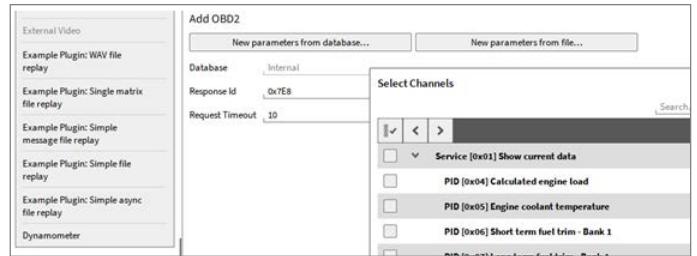 External Video
Example Plugin: WAV file
replay
Example Plugin: Single matrix
file replay
Example Plugin: Simple
message file replay
Example Plugin: Simple file
replay
Example Plugin: Simple async
file replay
Dynamometer
Add OBD2
New parameters from database...
New parameters from file...
Database
Internal
Response Id
0x7E8
Request Timeout
10
Select Channels
Search.
Service [0x01] Show current data
PID [0x04] Calculated engine load
PID [0x05] Engine coolant temperature
PID [0x06] Short term fuel trim - Bank 1